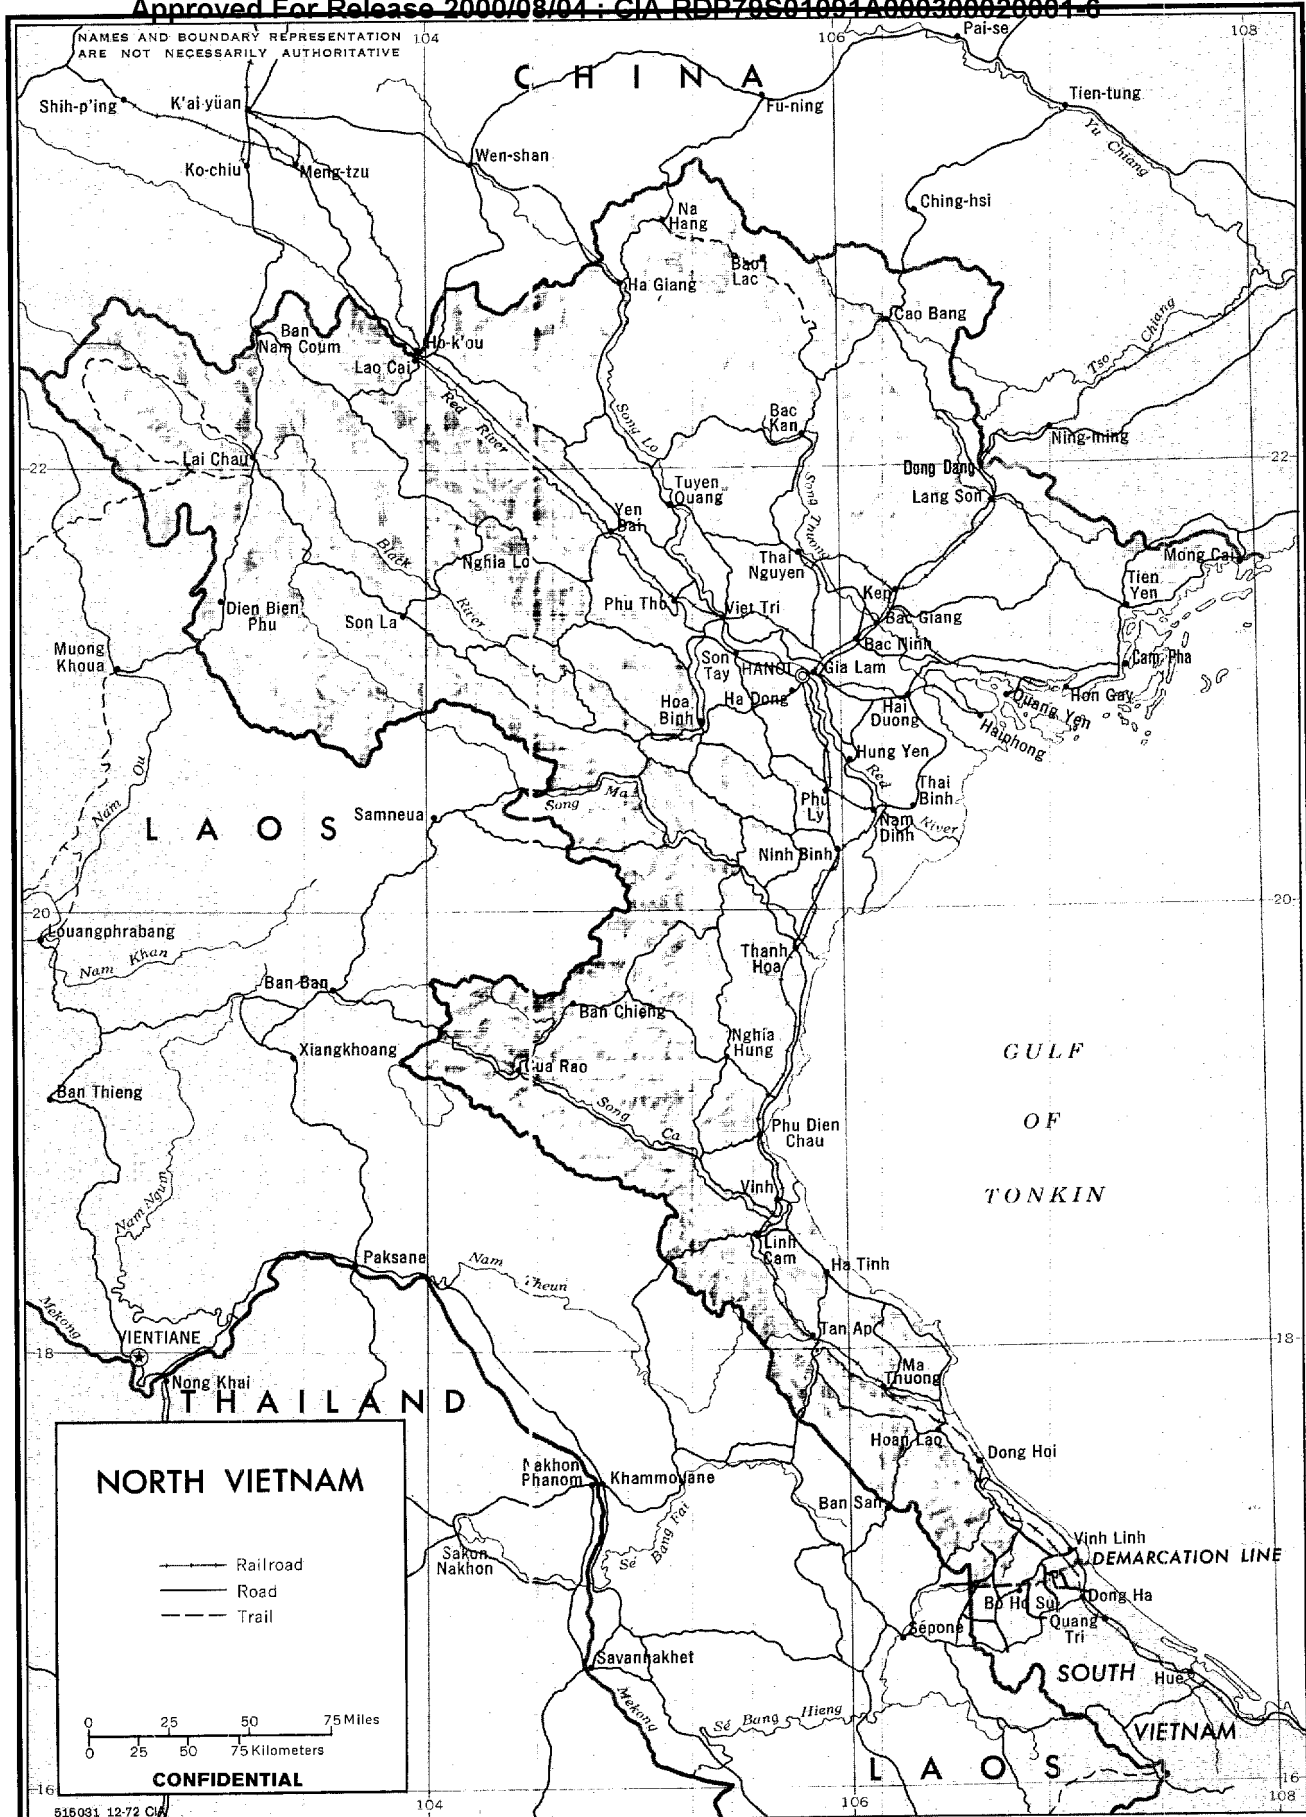 Approved For Release 2000/08/04 : CIA-RDP79S01091A000300020001-6
NAMES AND BOUNDARY REPRESENTATION
ARE NOT NECESSARILY AUTHORITATIVE
104
106
108
CHINA
Pai-se
Shih-p'ing
K'ai-yüan
Fu-ning
Tien-tung
Yu Chiang
Ko-chiu
Meng-tzu
Wen-shan
Ching-hsi
Na
Hang
Bao
Lac
Ha Giang
Cao Bang
Ban
Nam Coum
Ho-k'ou
Lao Cai
Tso Chiang
Red River
Song Lo
Bac
Kan
Ning-ming
Lai Chau
Dong Dang
22
22
Lang Son
Tuyen
Quang
Song Thuong
Yen
Bai
Black
River
Nghia Lo
Thai
Nguyen
Mong Cai
Tien
Yen
Dien Bien
Phu
Son La
Phu Tho
Viet Tri
Kep
Bac Giang
Bac Ninh
Muong
Khoua
Son
Tay
HANOI
Gia Lam
Cam Pha
Ha Dong
Hoa
Binh
Hai
Duong
Quang Yen
Hon Gay
Haiphong
Hung Yen
Nam Ou
Red
River
Thai
Binh
Song Ma
Phu
Ly
Samneua
LAOS
Nam
Dinh
Ninh Binh
20
20
Louangphrabang
Nam Khan
Thanh
Hoa
Ban Ban
Ban Chieng
Xiangkhoang
Nghia
Hung
GULF
OF
TONKIN
Cua Rao
Ban Thieng
Song Ca
Phu Dien
Chau
Nam Ngum
Vinh
Linh
Cam
Ha Tinh
Paksane
Nam Theun
Mekong
VIENTIANE
Tan Ap
18
18
Nong Khai
Ma
Thuong
THAILAND
Hoan Lao
Dong Hoi
Nakhon
Phanom
Khammouane
Ban San
Sé Bang Fai
Sakon
Nakhon
Vinh Linh
DEMARCATION LINE
Bo Ho Su
Dong Ha
Quang
Tri
Sépone
Savannakhet
SOUTH
Hue
Mekong
Sé Bang Hieng
VIETNAM
LAOS
NORTH VIETNAM
Railroad
Road
Trail
0 25 50 75 Miles
0 25 50 75 Kilometers
CONFIDENTIAL
16
16
515031 12-72 CIA
104
106
108